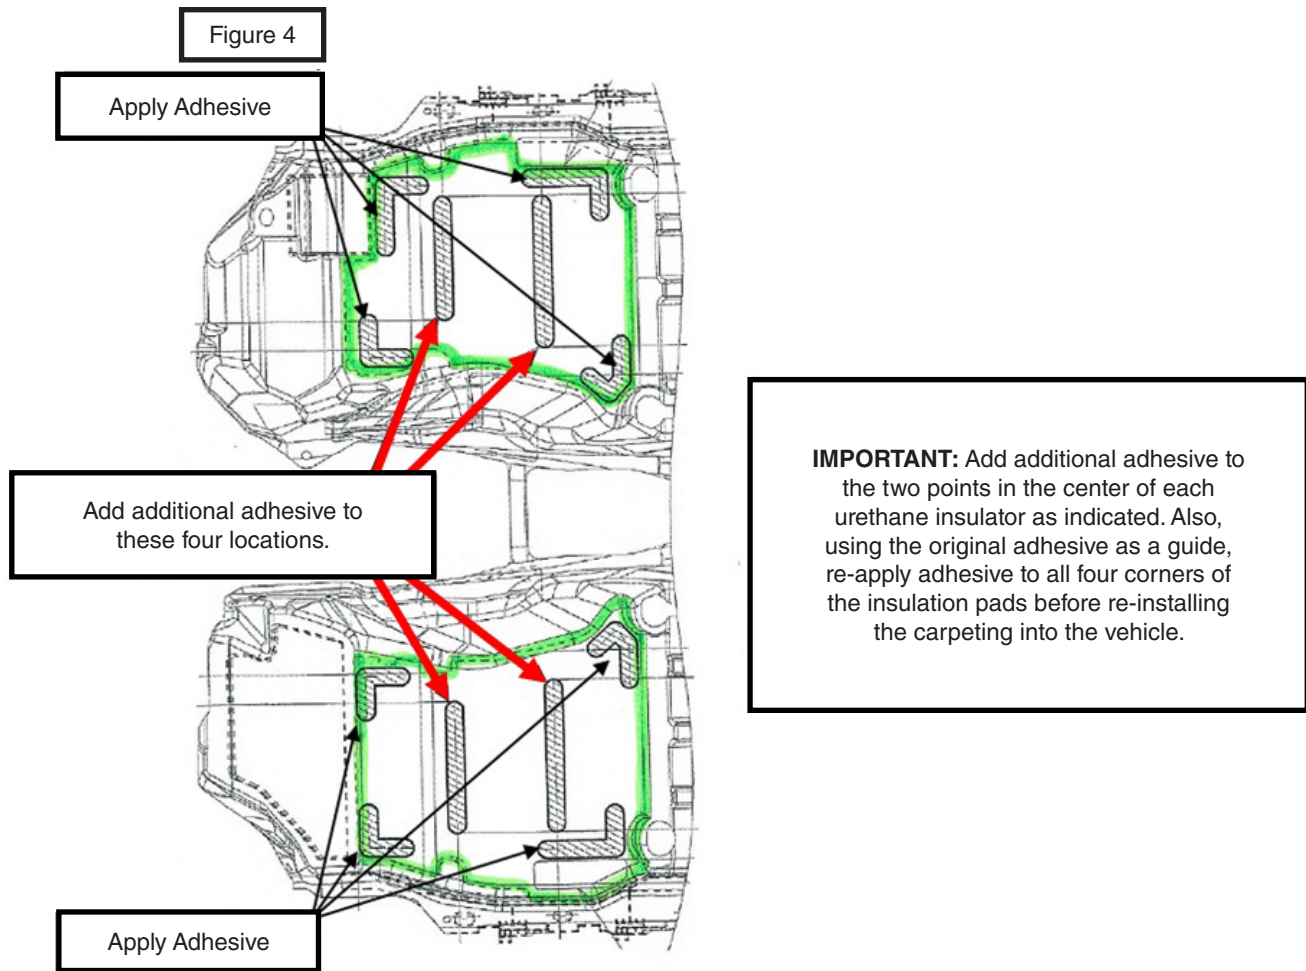 Figure 4
Apply Adhesive
Add additional adhesive to
these four locations.
IMPORTANT: Add additional adhesive to
the two points in the center of each
urethane insulator as indicated. Also,
using the original adhesive as a guide,
re-apply adhesive to all four corners of
the insulation pads before re-installing
the carpeting into the vehicle.
Apply Adhesive